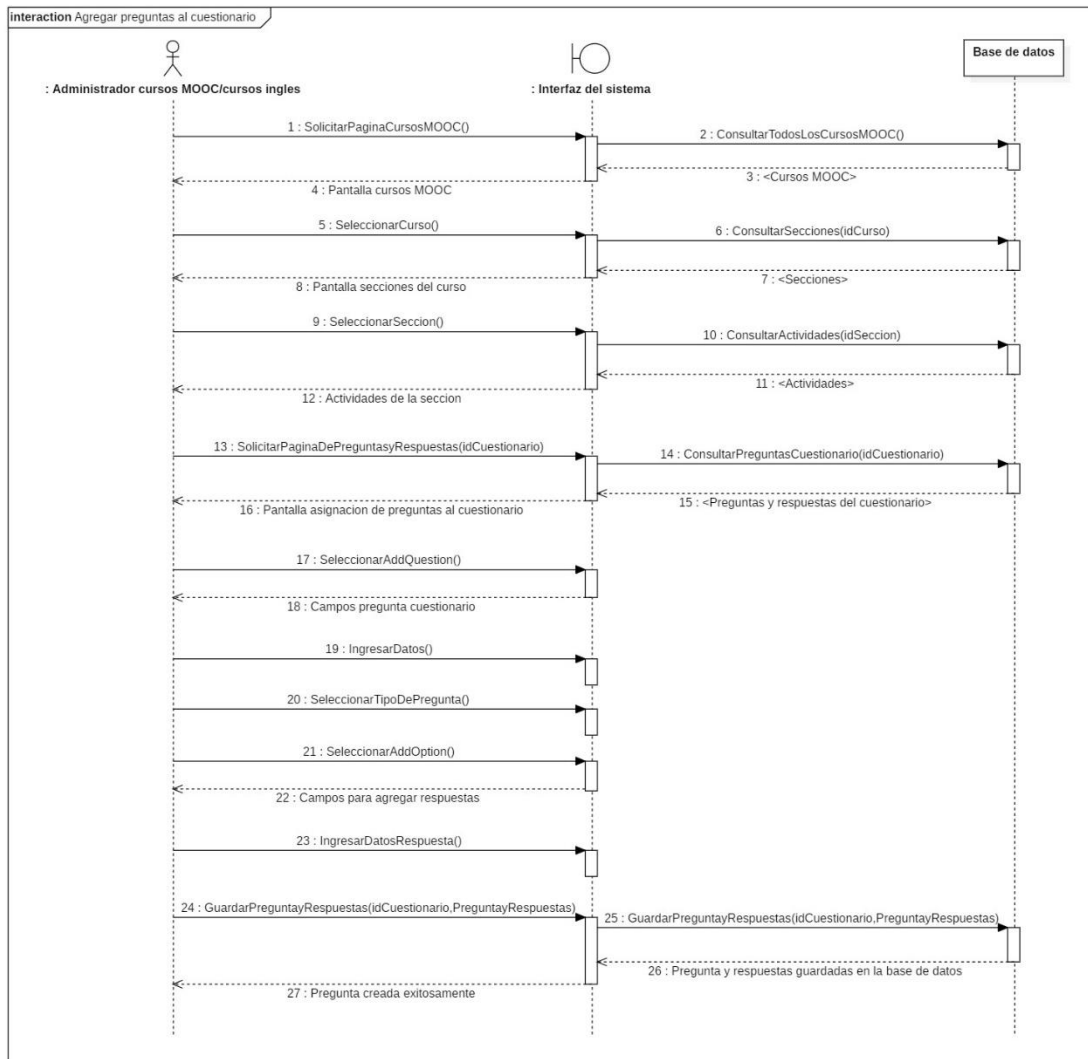 interaction Agregar preguntas al cuestionario
Base de datos
: Administrador cursos MOOC/cursos ingles
: Interfaz del sistema
1 : SolicitarPaginaCursosMOOC()
2 : ConsultarTodosLosCursosMOOC()
3 : <Cursos MOOC>
4 : Pantalla cursos MOOC
5 : SeleccionarCurso()
6 : ConsultarSecciones(idCurso)
7 : <Secciones>
8 : Pantalla secciones del curso
9 : SeleccionarSeccion()
10 : ConsultarActividades(idSeccion)
11 : <Actividades>
12 : Actividades de la seccion
13 : SolicitarPaginaDePreguntasyRespuestas(idCuestionario)
14 : ConsultarPreguntasCuestionario(idCuestionario)
15 : <Preguntas y respuestas del cuestionario>
16 : Pantalla asignacion de preguntas al cuestionario
17 : SeleccionarAddQuestion()
18 : Campos pregunta cuestionario
19 : IngresarDatos()
20 : SeleccionarTipoDePregunta()
21 : SeleccionarAddOption()
22 : Campos para agregar respuestas
23 : IngresarDatosRespuesta()
24 : GuardarPreguntayRespuestas(idCuestionario,PreguntayRespuestas)
25 : GuardarPreguntayRespuestas(idCuestionario,PreguntayRespuestas)
26 : Pregunta y respuestas guardadas en la base de datos
27 : Pregunta creada exitosamente